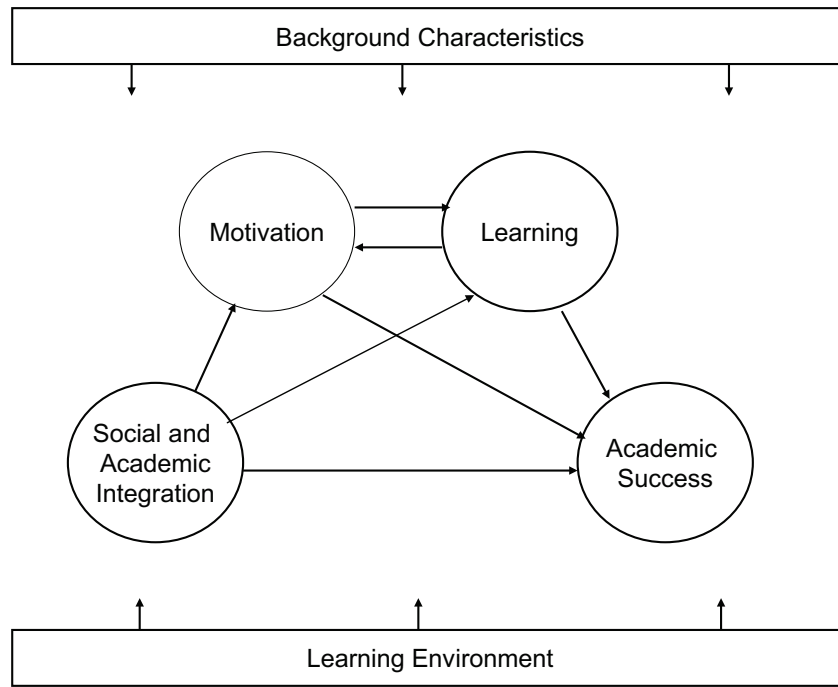 Background Characteristics
Motivation
Learning
Social and
Academic
Integration
Academic
Success
Learning Environment